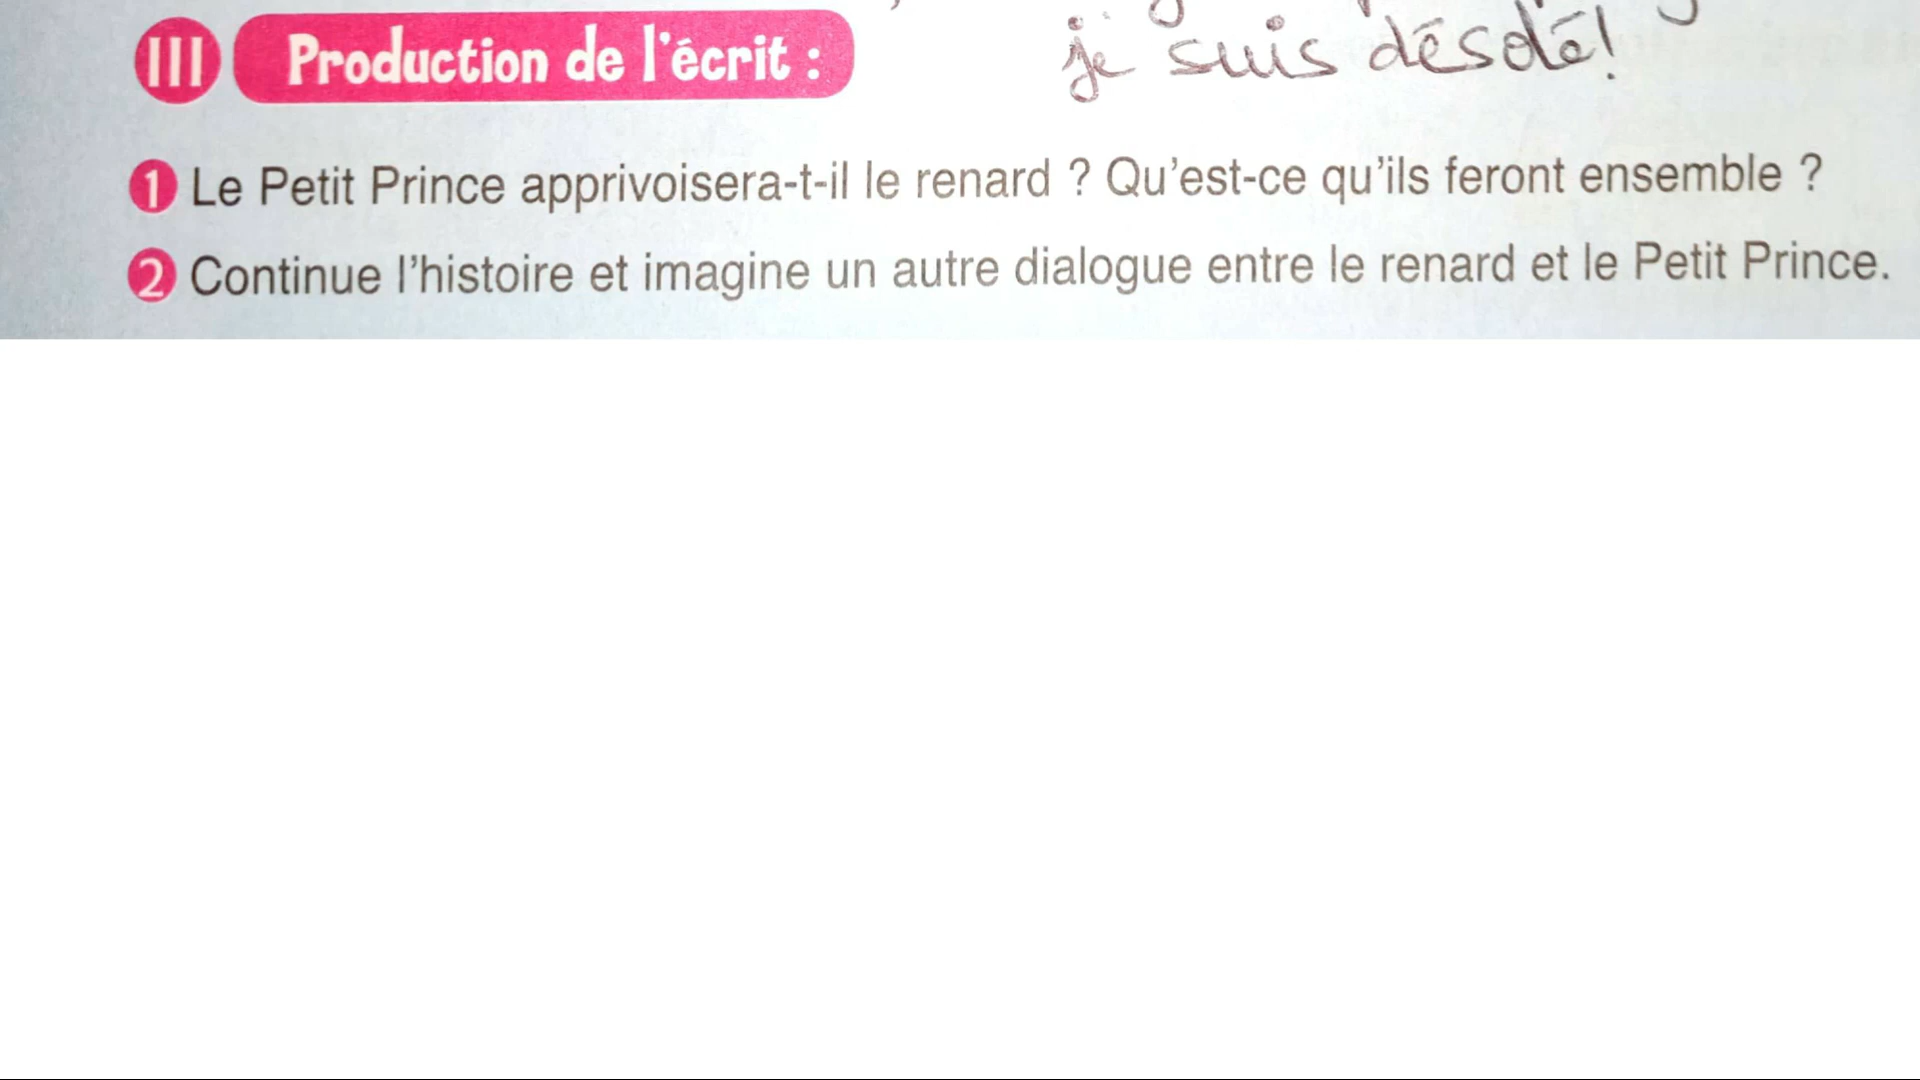 III Production de l'écrit :
je suis désolé!
1 Le Petit Prince apprivoisera-t-il le renard ? Qu'est-ce qu'ils feront ensemble ?
2 Continue l'histoire et imagine un autre dialogue entre le renard et le Petit Prince.